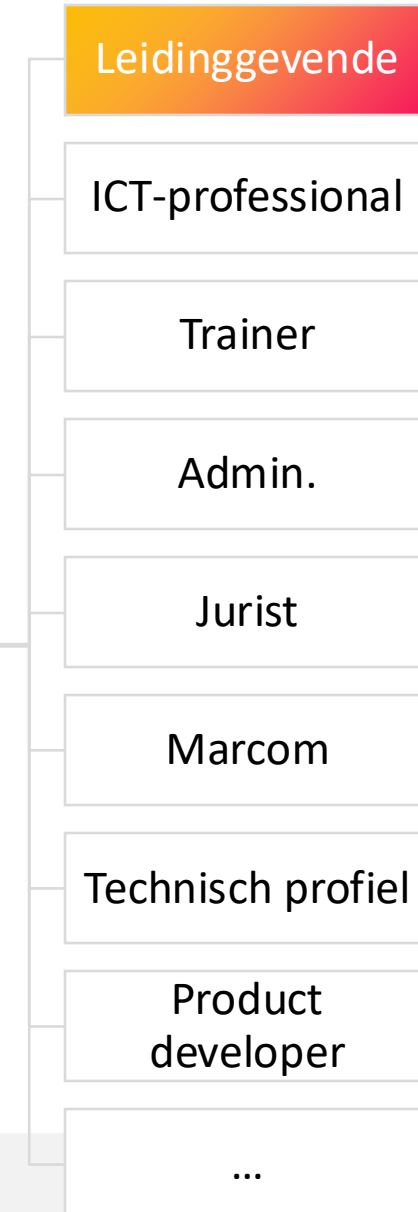 Leidinggevende
ICT-professional
Trainer
Admin.
Jurist
Marcom
Technisch profiel
Product
developer
...